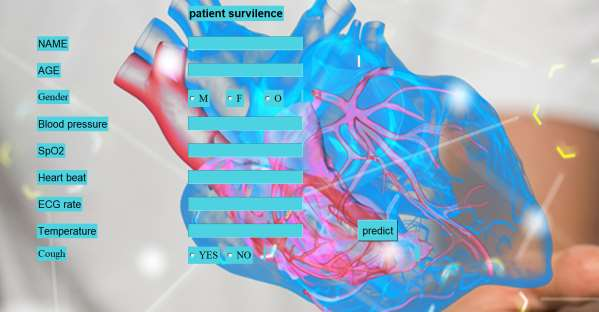 patient survilence
NAME
AGE
Gender M F O
Blood pressure
SpO2
Heart beat
ECG rate
Temperature
predict
Cough YES NO